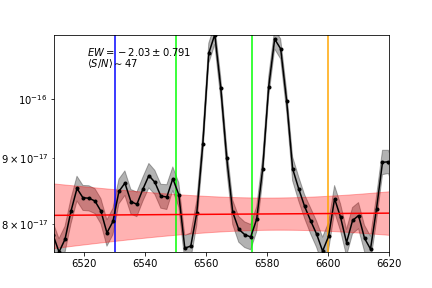 EW = −2.03 ± 0.791
⟨S/N⟩ ~ 47
10⁻¹⁶
9 × 10⁻¹⁷
8 × 10⁻¹⁷
6520 6540 6560 6580 6600 6620